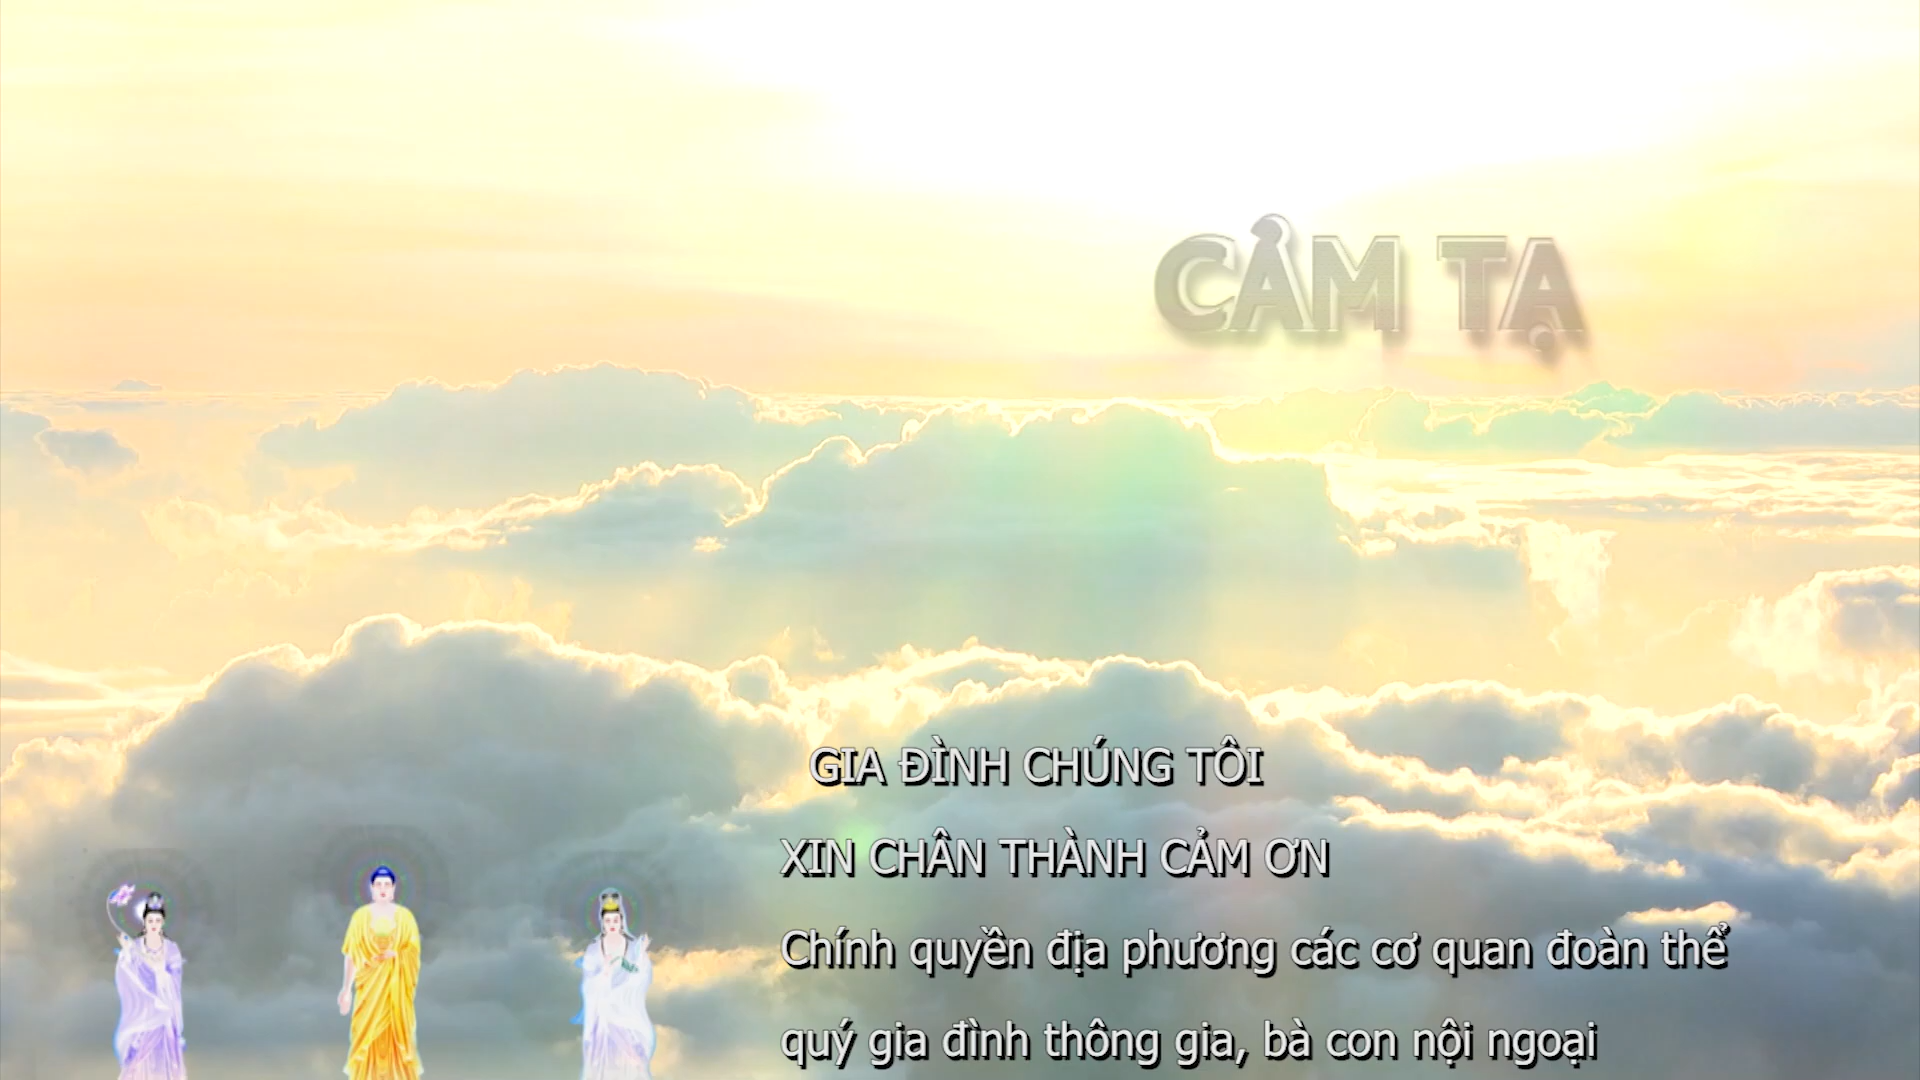 CẢM TẠ
GIA ĐÌNH CHÚNG TÔI
XIN CHÂN THÀNH CẢM ƠN
Chính quyền địa phương các cơ quan đoàn thể
quý gia đình thông gia, bà con nội ngoại